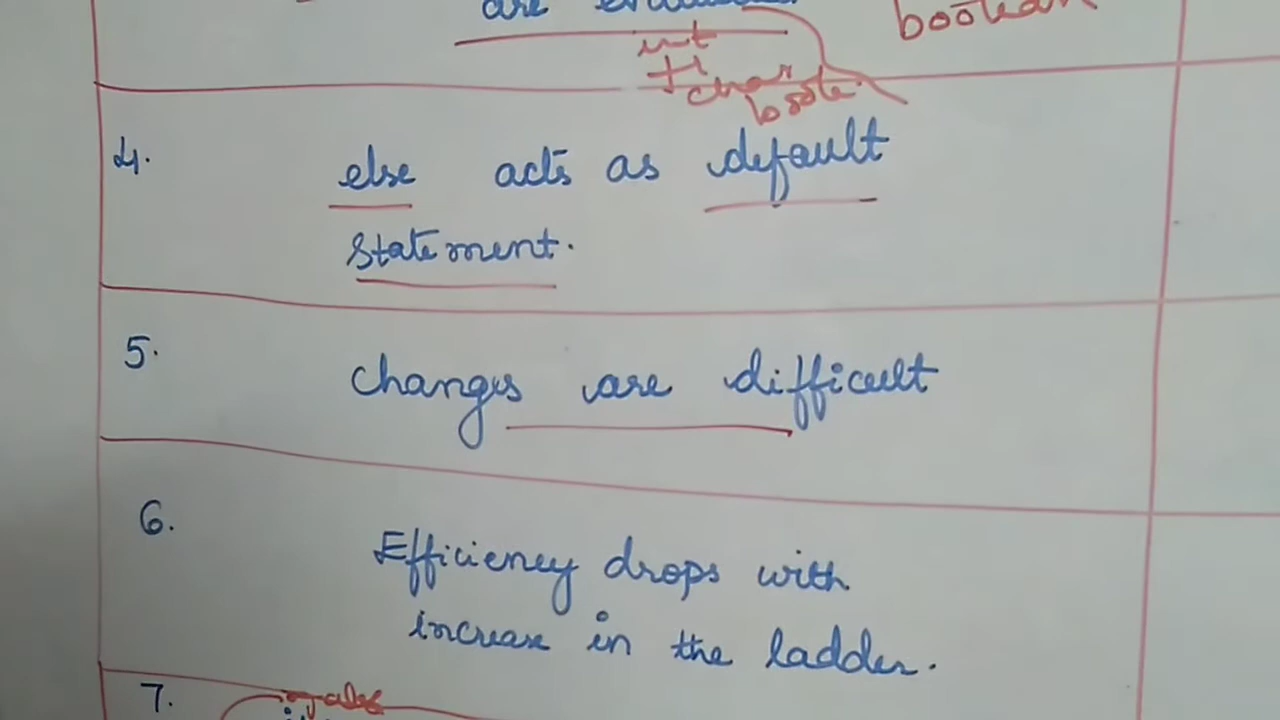 are
boolean
int
char
4. else acts as default
statement.
5. changes are difficult
6. Efficiency drops with
increase in the ladder.
7.